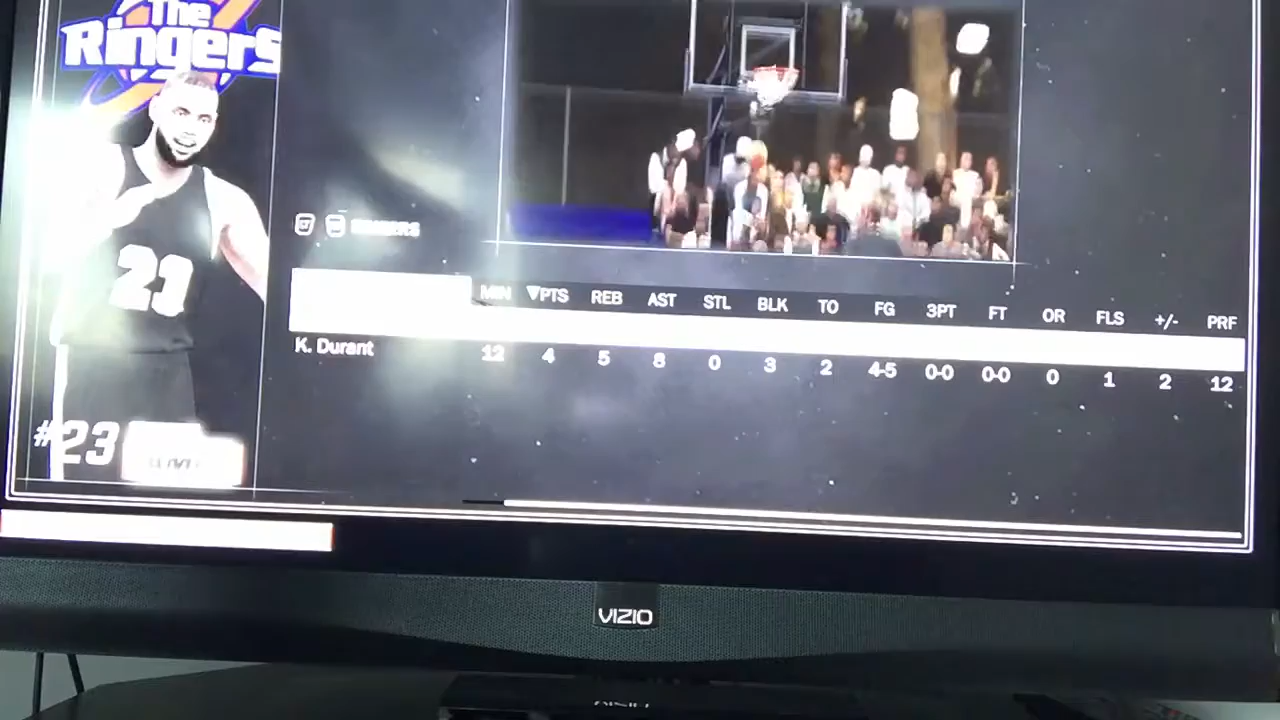 The
Ringers
23
RINGERS
MIN PTS REB AST STL BLK TO FG 3PT FT OR FLS +/- PRF
K. Durant 12 4 5 8 0 3 2 4-5 0-0 0-0 0 1 2 12
#23
VIZIO